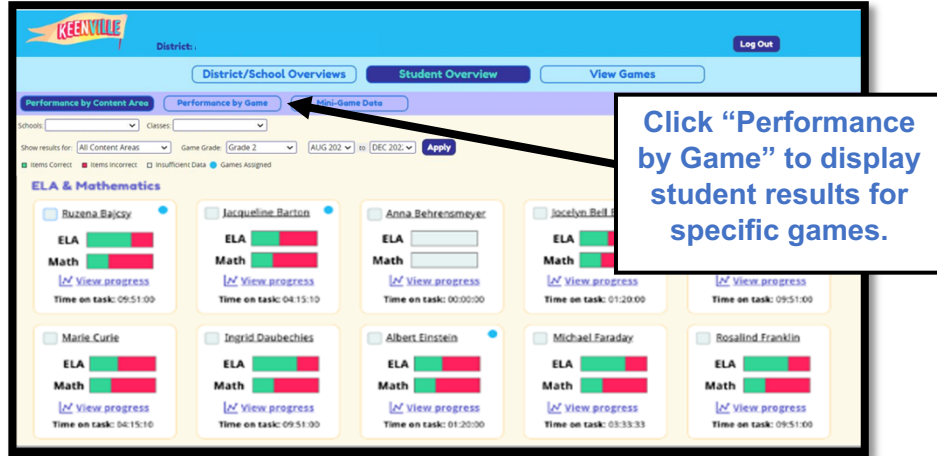 KEENVILLE
District:
Log Out
District/School Overviews Student Overview View Games
Performance by Content Area Performance by Game Mini-Game Data
Schools: Classes:
Show results for: All Content Areas Game Grade: Grade 2 AUG 202 to DEC 202 Apply
Items Correct Items Incorrect Insufficient Data Games Assigned
ELA & Mathematics
Ruzena Bajcsy Jacqueline Barton Anna Behrensmeyer Jocelyn Bell
ELA ELA ELA ELA
Math Math Math Math
View progress View progress View progress View progress View progress
Time on task: 09:51:00 Time on task: 04:15:10 Time on task: 00:00:00 Time on task: 01:20:00 Time on task: 09:51:00
Marie Curie Ingrid Daubechies Albert Einstein Michael Faraday Rosalind Franklin
ELA ELA ELA ELA ELA
Math Math Math Math Math
View progress View progress View progress View progress View progress
Time on task: 04:15:10 Time on task: 09:51:00 Time on task: 01:20:00 Time on task: 03:33:33 Time on task: 09:51:00
Click “Performance
by Game” to display
student results for
specific games.